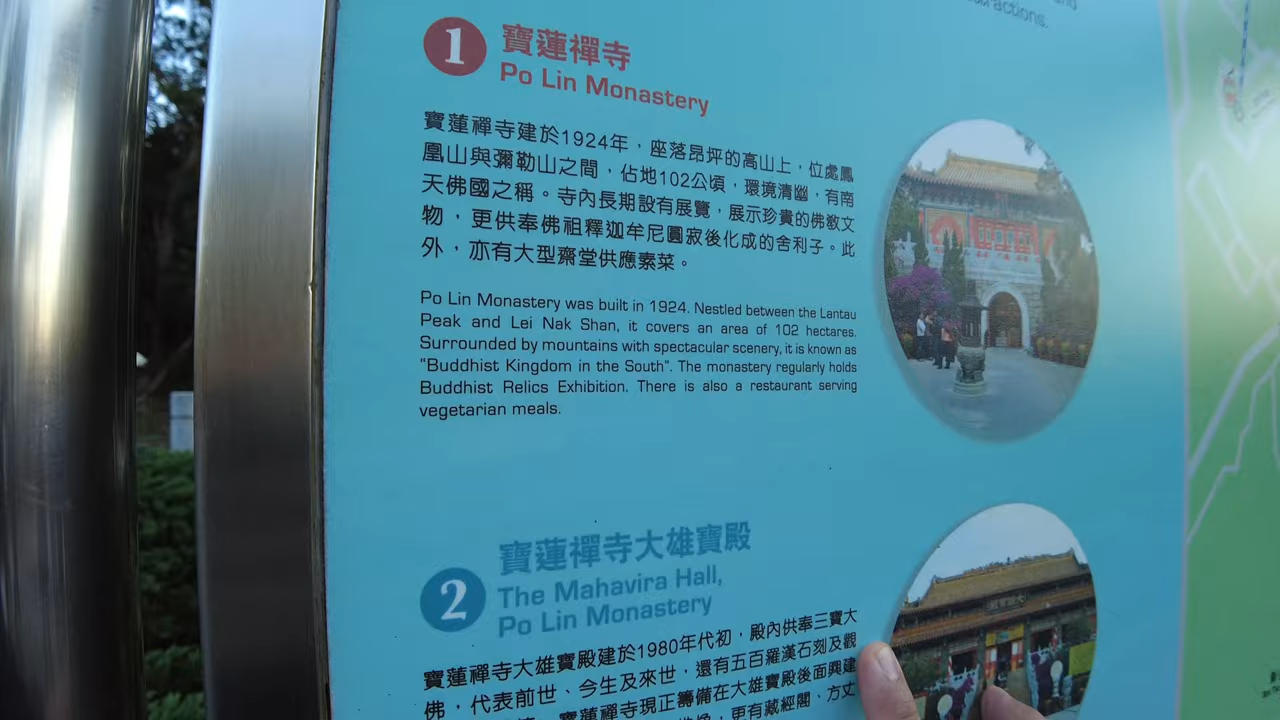 actions.
1
寶蓮禪寺
Po Lin Monastery
寶蓮禪寺建於1924年，座落昂坪的高山上，位處鳳
凰山與彌勒山之間，佔地102公頃，環境清幽，有南
天佛國之稱。寺內長期設有展覽，展示珍貴的佛教文
物，更供奉佛祖釋迦牟尼圓寂後化成的舍利子。此
外，亦有大型齋堂供應素菜。
Po Lin Monastery was built in 1924. Nestled between the Lantau
Peak and Lei Nak Shan, it covers an area of 102 hectares.
Surrounded by mountains with spectacular scenery, it is known as
"Buddhist Kingdom in the South". The monastery regularly holds
Buddhist Relics Exhibition. There is also a restaurant serving
vegetarian meals.
2
寶蓮禪寺大雄寶殿
The Mahavira Hall,
Po Lin Monastery
寶蓮禪寺大雄寶殿建於1980年代初，殿內供奉三寶大
佛，代表前世、今生及來世，還有五百羅漢石刻及觀
寶蓮禪寺現正籌備在大雄寶殿後面興建
更有藏經閣、方丈